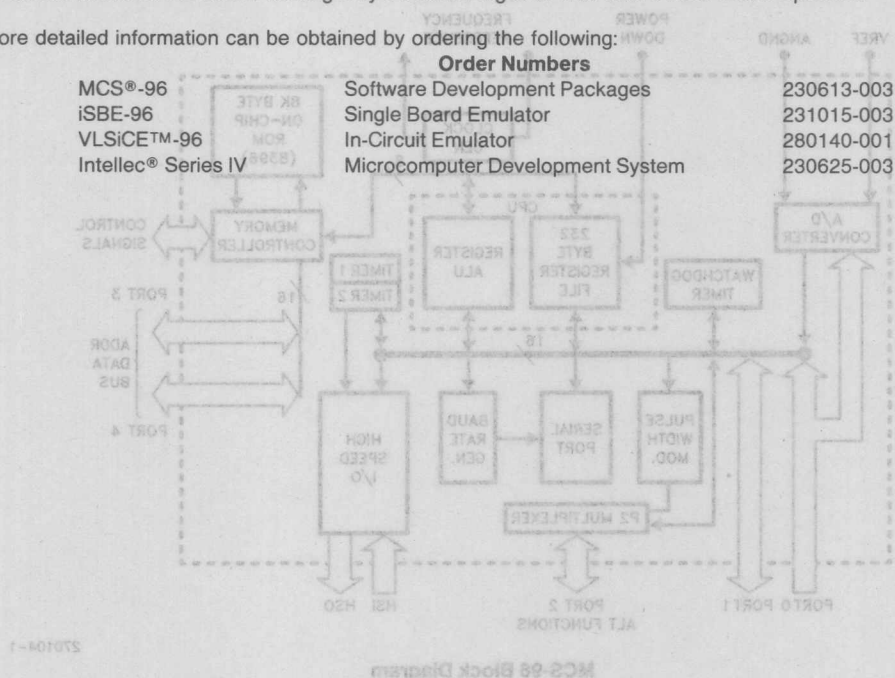 ore detailed information can be obtained by ordering the following:
Order Numbers
MCS®-96 Software Development Packages 230613-003
iSBE-96 Single Board Emulator 231015-003
VLSiCE™-96 In-Circuit Emulator 280140-001
Intellec® Series IV Microcomputer Development System 230625-003
FREQUENCY
POWER
DOWN
ANGND
VREF
8K BYTE
ON-CHIP
ROM
(8398)
CLOCK
GEN
CPU
MEMORY
CONTROLLER
CONTROL
SIGNALS
REGISTER
ALU
232
BYTE
REGISTER
FILE
A/D
CONVERTER
TIMER 1
TIMER 2
WATCHDOG
TIMER
PORT 3
16
16
ADDR
DATA
BUS
PORT 4
HIGH
SPEED
I/O
BAUD
RATE
GEN.
SERIAL
PORT
PULSE
WIDTH
MOD.
P2 MULTIPLEXER
HSO
HSI
PORT 2
ALT FUNCTIONS
PORT1
PORT0
270104-1
MCS-96 Block Diagram